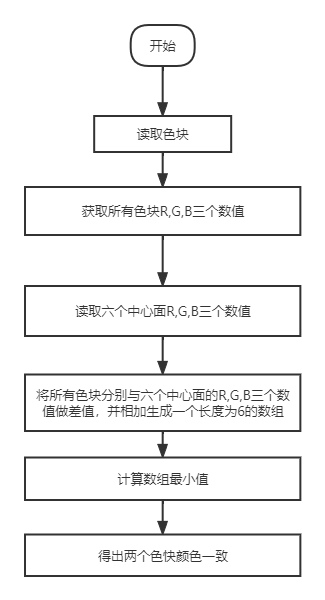 开始
读取色块
获取所有色块R,G,B三个数值
读取六个中心面R,G,B三个数值
将所有色块分别与六个中心面的R,G,B三个数
值做差值，并相加生成一个长度为6的数组
计算数组最小值
得出两个色快颜色一致